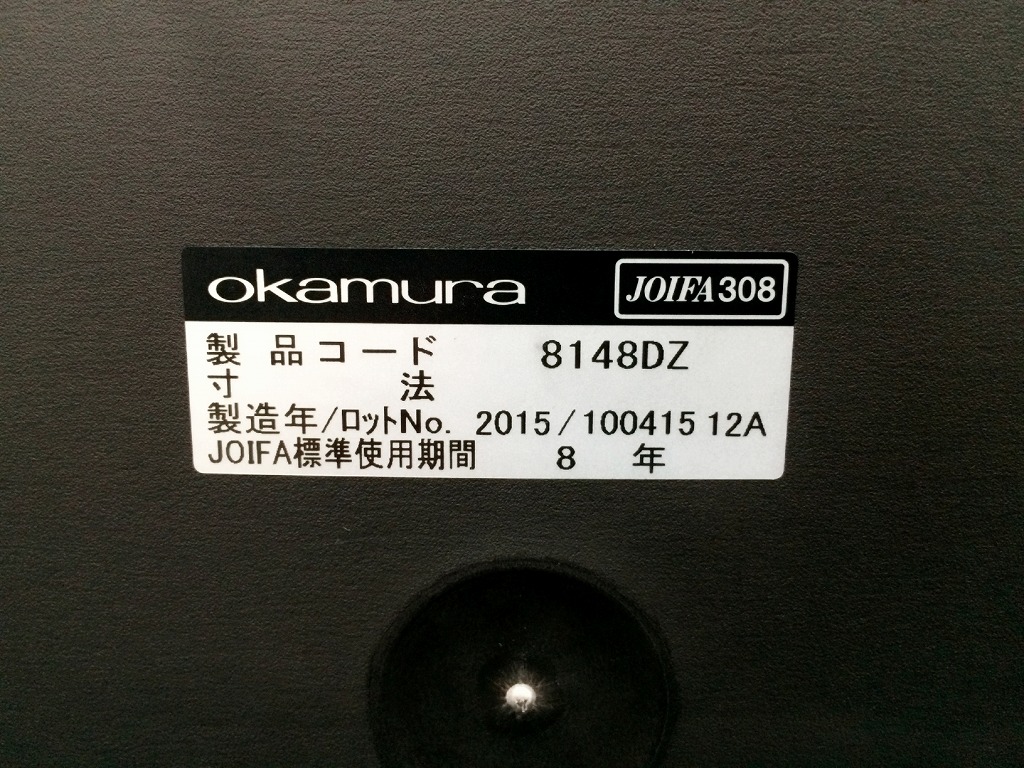 okamura JOIFA308
製品コード 8148DZ
寸法
製造年/ロットNo. 2015/100415 12A
JOIFA標準使用期間 8 年